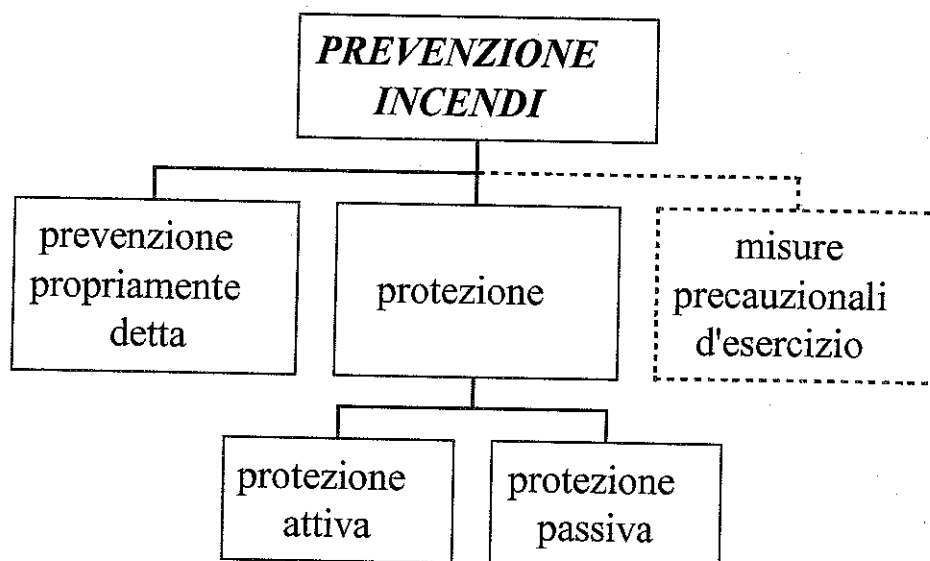 PREVENZIONE
INCENDI
prevenzione
propriamente
detta
protezione
misure
precauzionali
d'esercizio
protezione
attiva
protezione
passiva